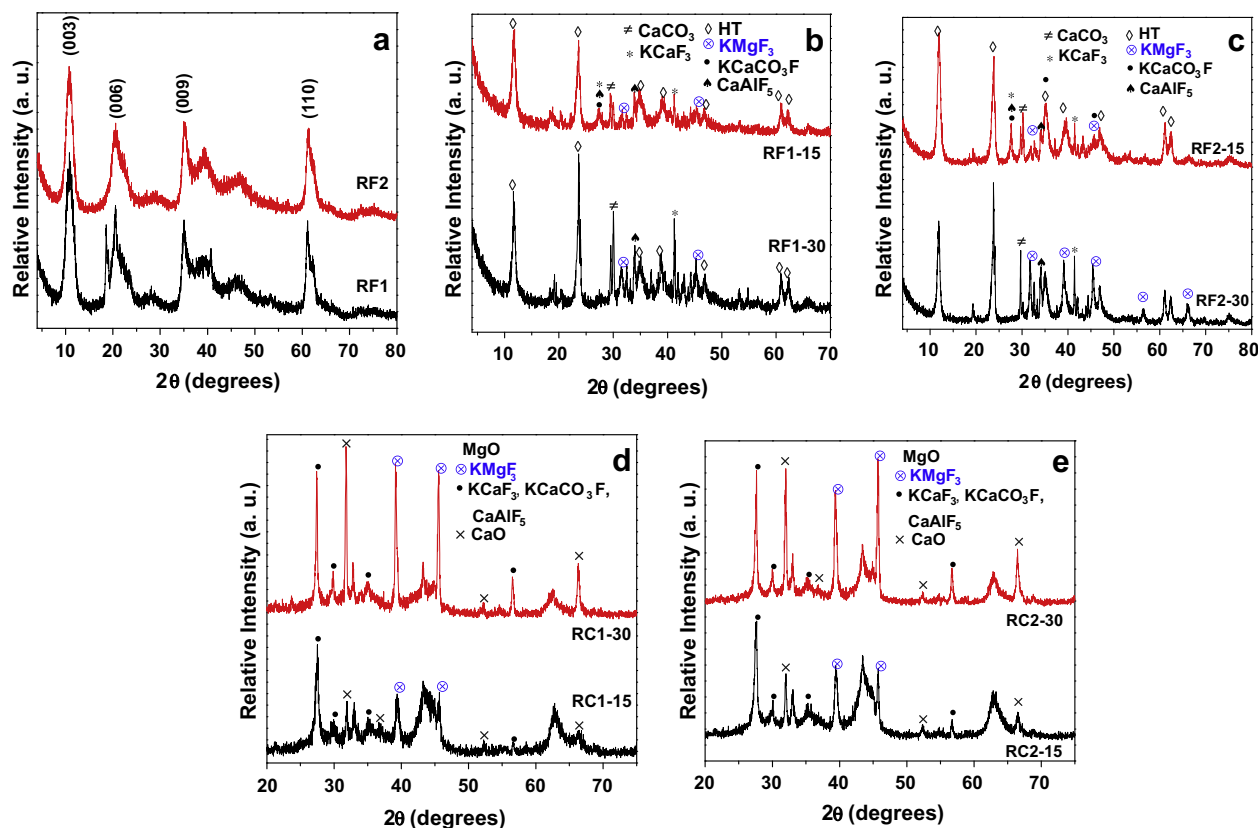 a
(003)
(006)
(009)
(110)
RF2
RF1
Relative Intensity (a. u.)
10 20 30 40 50 60 70 80
2θ (degrees)
b
≠ CaCO₃ ◊ HT
* KCaF₃ ⊗ KMgF₃
● KCaCO₃F
♠ CaAlF₅
RF1-15
RF1-30
Relative Intensity (a. u.)
10 20 30 40 50 60 70
2θ (degrees)
c
≠ CaCO₃ ◊ HT
* KCaF₃ ⊗ KMgF₃
● KCaCO₃F
♠ CaAlF₅
RF2-15
RF2-30
Relative Intensity (a. u.)
10 20 30 40 50 60 70 80
2θ (degrees)
d
MgO
⊗ KMgF₃
● KCaF₃, KCaCO₃F,
CaAlF₅
× CaO
RC1-30
RC1-15
Relative Intensity (a. u.)
20 30 40 50 60 70
2θ (degrees)
e
MgO
⊗ KMgF₃
● KCaF₃, KCaCO₃F,
CaAlF₅
× CaO
RC2-30
RC2-15
Relative Intensity (a. u.)
20 30 40 50 60 70
2θ (degrees)